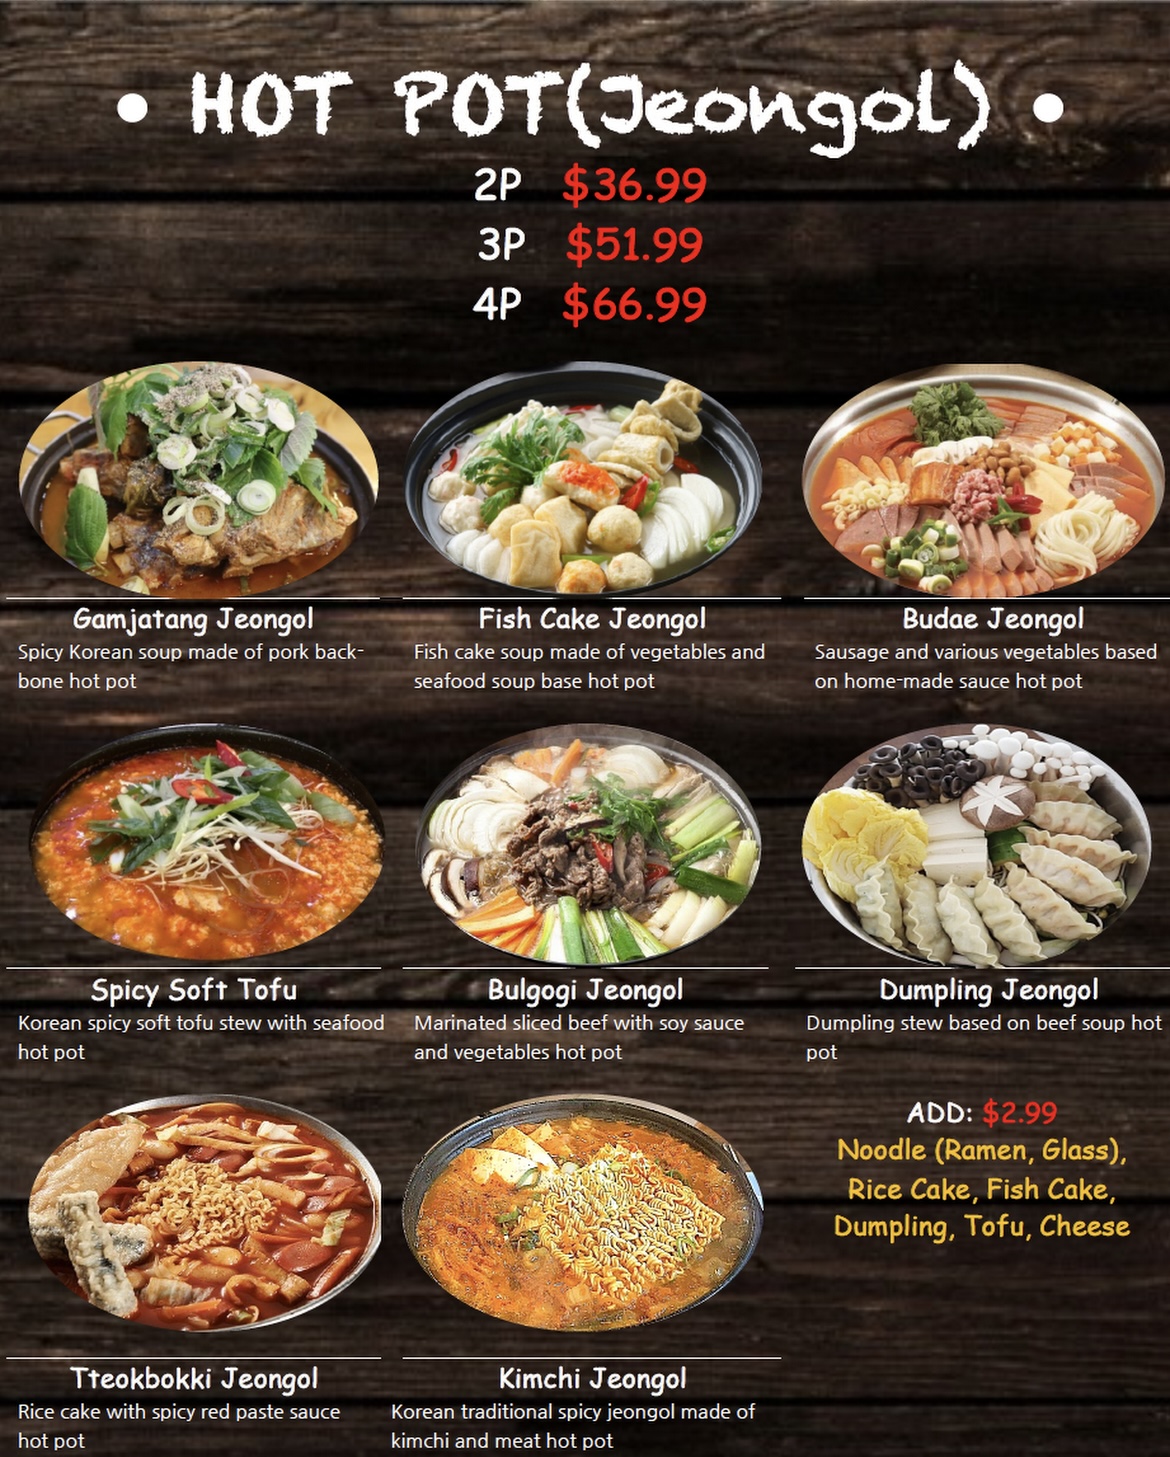 • HOT POT(Jeongol) •
2P $36.99
3P $51.99
4P $66.99
Gamjatang Jeongol
Spicy Korean soup made of pork back-
bone hot pot
Fish Cake Jeongol
Fish cake soup made of vegetables and
seafood soup base hot pot
Budae Jeongol
Sausage and various vegetables based
on home-made sauce hot pot
Spicy Soft Tofu
Korean spicy soft tofu stew with seafood
hot pot
Bulgogi Jeongol
Marinated sliced beef with soy sauce
and vegetables hot pot
Dumpling Jeongol
Dumpling stew based on beef soup hot
pot
Tteokbokki Jeongol
Rice cake with spicy red paste sauce
hot pot
Kimchi Jeongol
Korean traditional spicy jeongol made of
kimchi and meat hot pot
ADD: $2.99
Noodle (Ramen, Glass),
Rice Cake, Fish Cake,
Dumpling, Tofu, Cheese